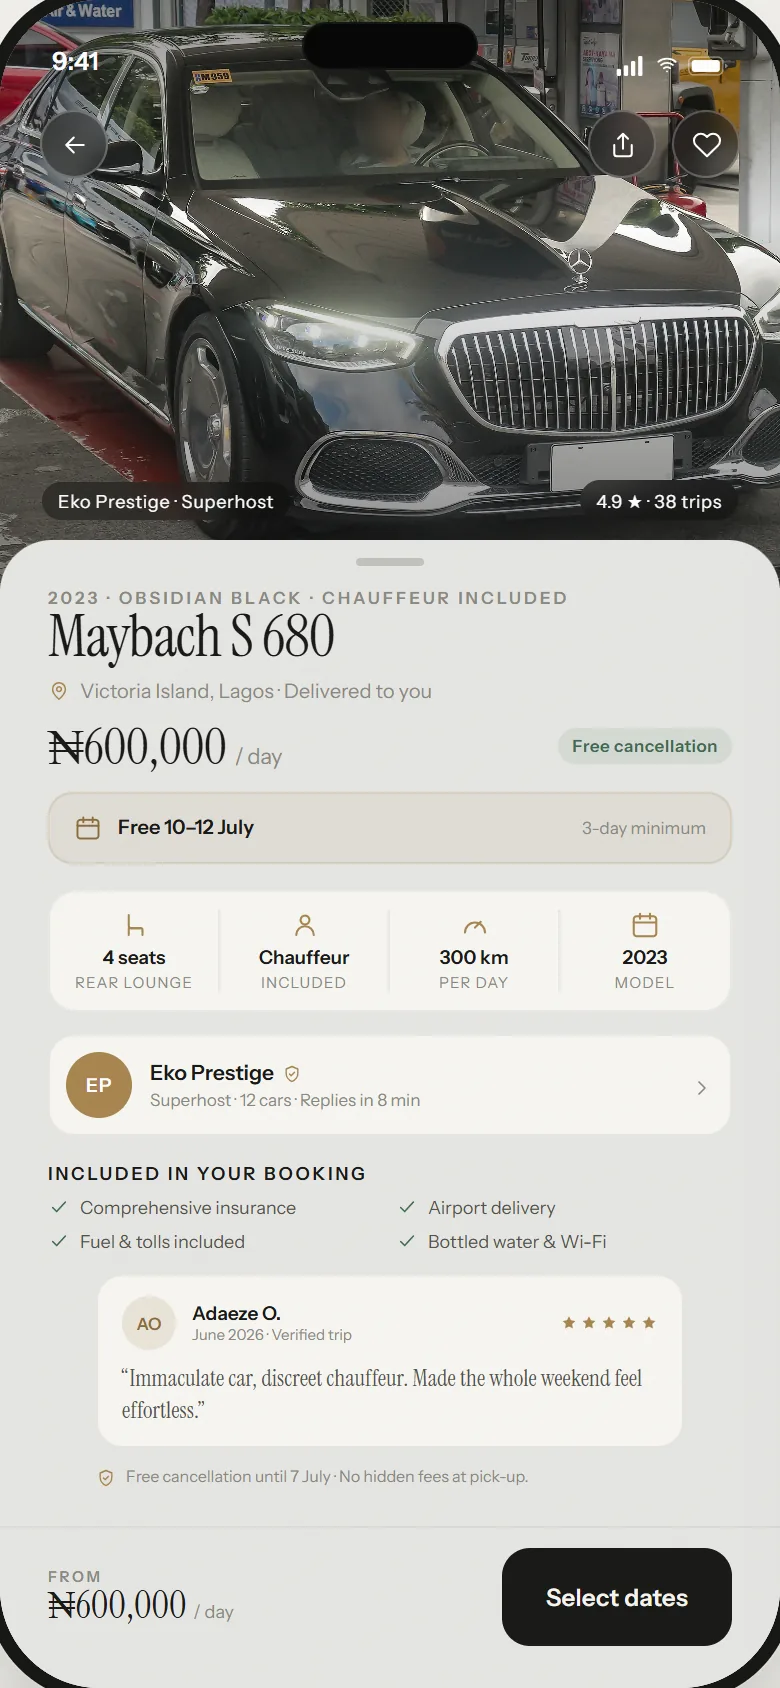 Air & Water
9:41
NM 959
Eko Prestige · Superhost
4.9 ★ · 38 trips
2023 · OBSIDIAN BLACK · CHAUFFEUR INCLUDED
Maybach S 680
Victoria Island, Lagos · Delivered to you
₦600,000 / day
Free cancellation
Free 10–12 July
3-day minimum
4 seats
REAR LOUNGE
Chauffeur
INCLUDED
300 km
PER DAY
2023
MODEL
EP
Eko Prestige
Superhost · 12 cars · Replies in 8 min
INCLUDED IN YOUR BOOKING
Comprehensive insurance
Airport delivery
Fuel & tolls included
Bottled water & Wi-Fi
AO
Adaeze O.
June 2026 · Verified trip
“Immaculate car, discreet chauffeur. Made the whole weekend feel
effortless.”
Free cancellation until 7 July · No hidden fees at pick-up.
FROM
₦600,000 / day
Select dates